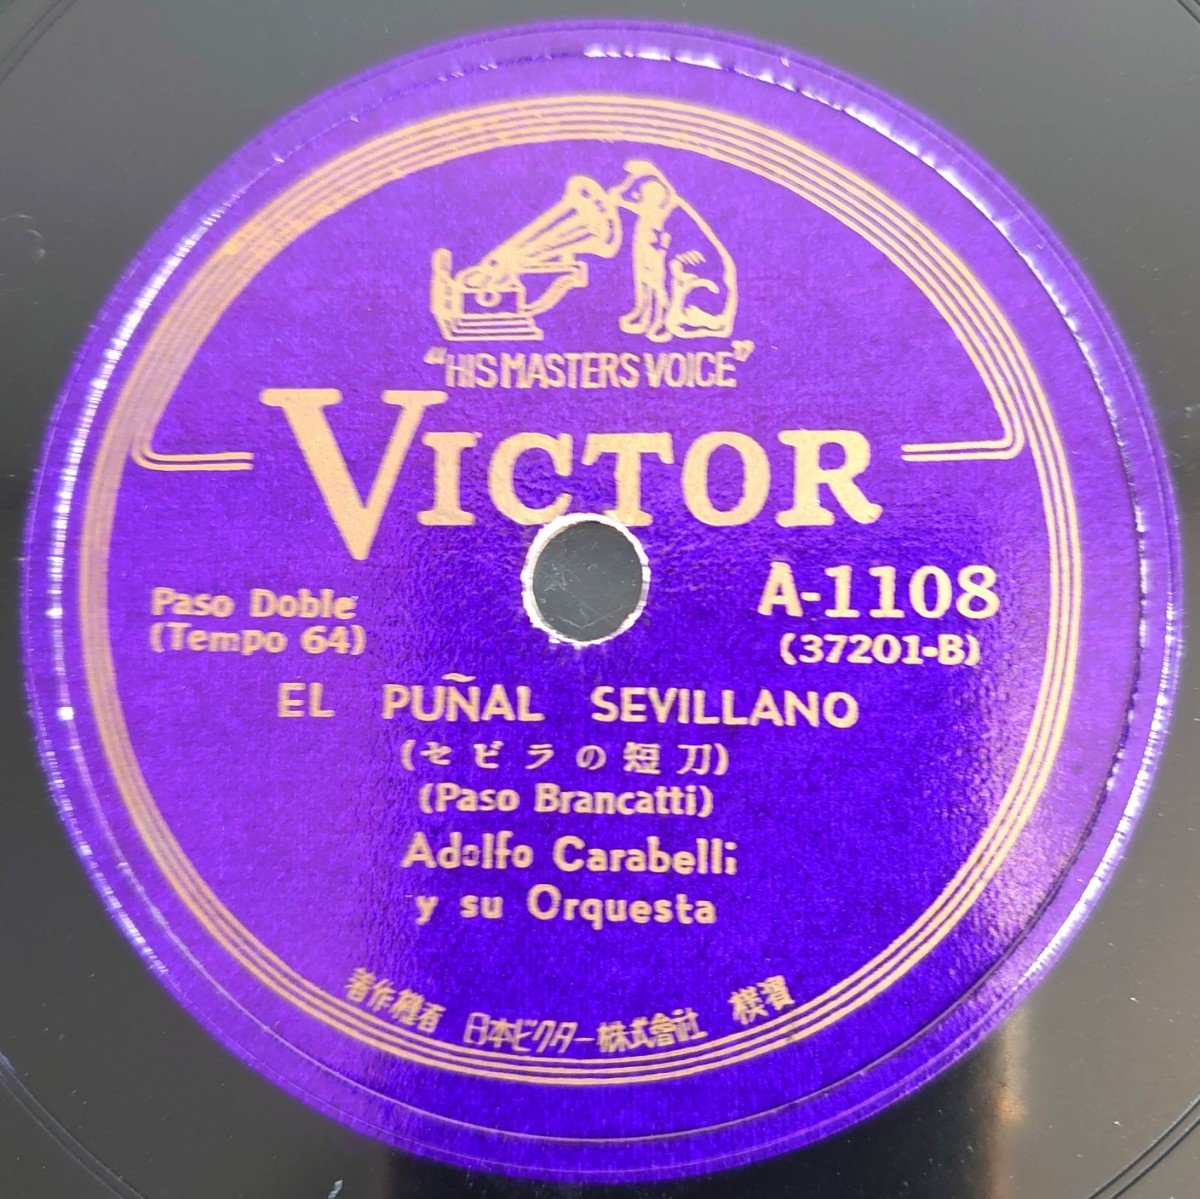 “HIS MASTERS VOICE”
VICTOR
Paso Doble
(Tempo 64)
A-1108
(37201-B)
EL PUÑAL SEVILLANO
(セビラの短刀)
(Paso Brancatti)
Adolfo Carabelli
y su Orquesta
著作権者 日本ビクター株式會社 横濱